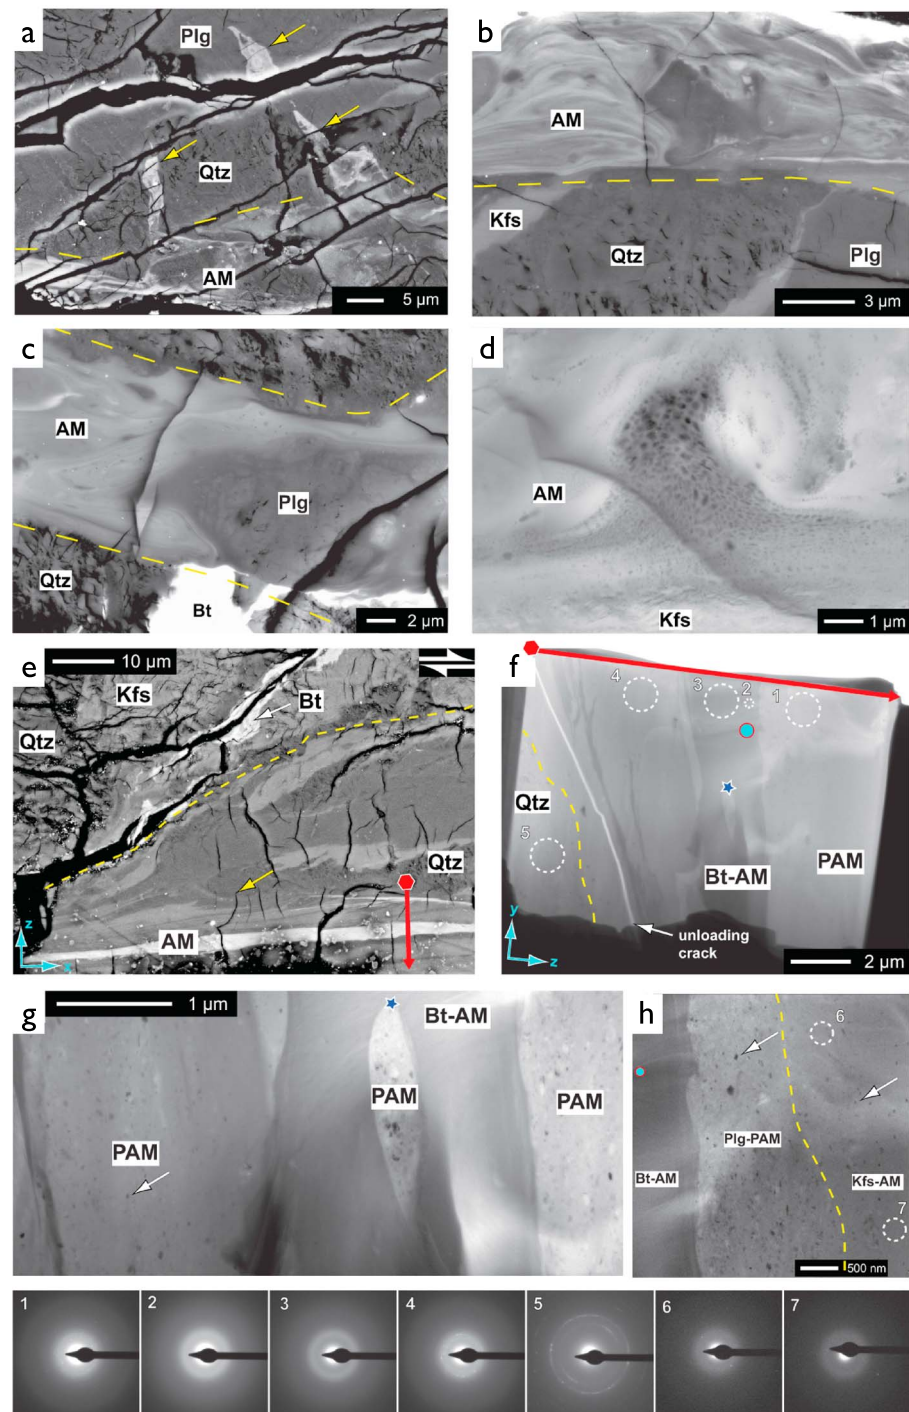 a
Plg
Qtz
AM
5 µm
b
AM
Kfs
Qtz
Plg
3 µm
c
AM
Plg
Qtz
Bt
2 µm
d
AM
Kfs
1 µm
e
10 µm
Kfs
Bt
Qtz
Qtz
AM
z
x
f
4
3
2
1
Qtz
5
Bt-AM
PAM
unloading
crack
y
z
2 µm
g
1 µm
Bt-AM
PAM
PAM
PAM
h
6
Plg-PAM
Bt-AM
Kfs-AM
7
500 nm
1
2
3
4
5
6
7